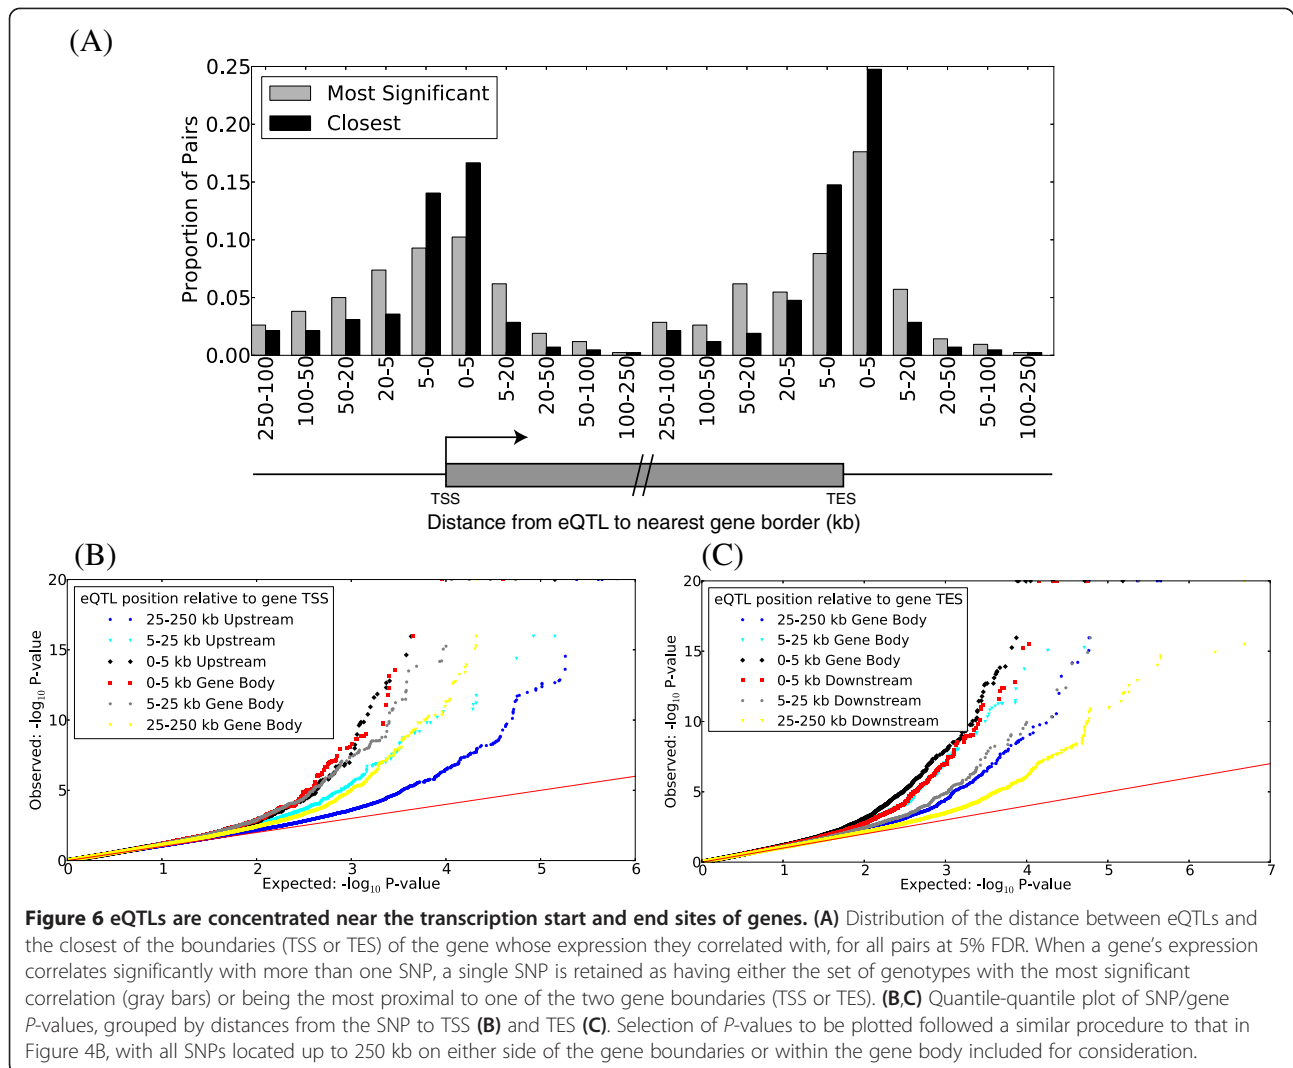 (A)
0.25
0.20
0.15
0.10
0.05
0.00
Proportion of Pairs
Most Significant
Closest
250-100
100-50
50-20
20-5
5-0
0-5
5-20
20-50
50-100
100-250
250-100
100-5
50-20
20-5
5-0
0-5
5-20
20-50
50-100
100-250
TSS
TES
Distance from eQTL to nearest gene border (kb)
(B)
20
15
10
5
0
Observed: -log10 P-value
eQTL position relative to gene TSS
25-250 kb Upstream
5-25 kb Upstream
0-5 kb Upstream
0-5 kb Gene Body
5-25 kb Gene Body
25-250 kb Gene Body
0 1 2 3 4 5 6
Expected: -log10 P-value
(C)
20
15
10
5
0
Observed: -log10 P-value
eQTL position relative to gene TES
25-250 kb Gene Body
5-25 kb Gene Body
0-5 kb Gene Body
0-5 kb Downstream
5-25 kb Downstream
25-250 kb Downstream
0 1 2 3 4 5 6 7
Expected: -log10 P-value
Figure 6 eQTLs are concentrated near the transcription start and end sites of genes. (A) Distribution of the distance between eQTLs and
the closest of the boundaries (TSS or TES) of the gene whose expression they correlated with, for all pairs at 5% FDR. When a gene's expression
correlates significantly with more than one SNP, a single SNP is retained as having either the set of genotypes with the most significant
correlation (gray bars) or being the most proximal to one of the two gene boundaries (TSS or TES). (B,C) Quantile-quantile plot of SNP/gene
P-values, grouped by distances from the SNP to TSS (B) and TES (C). Selection of P-values to be plotted followed a similar procedure to that in
Figure 4B, with all SNPs located up to 250 kb on either side of the gene boundaries or within the gene body included for consideration.